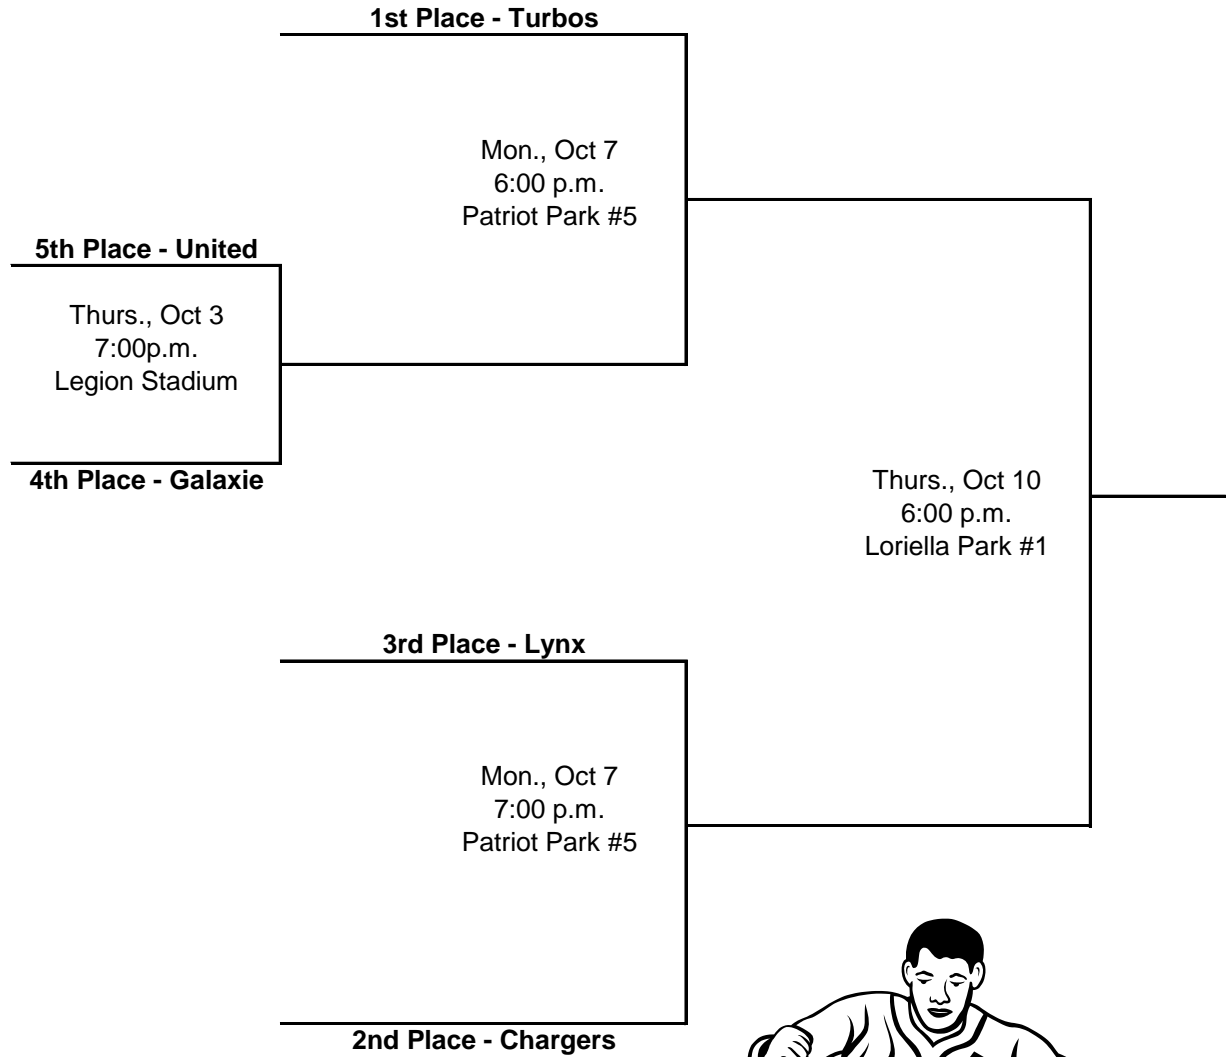 1st Place - Turbos
Mon., Oct 7
6:00 p.m.
Patriot Park #5
5th Place - United
Thurs., Oct 3
7:00p.m.
Legion Stadium
4th Place - Galaxie
Thurs., Oct 10
6:00 p.m.
Loriella Park #1
3rd Place - Lynx
Mon., Oct 7
7:00 p.m.
Patriot Park #5
2nd Place - Chargers